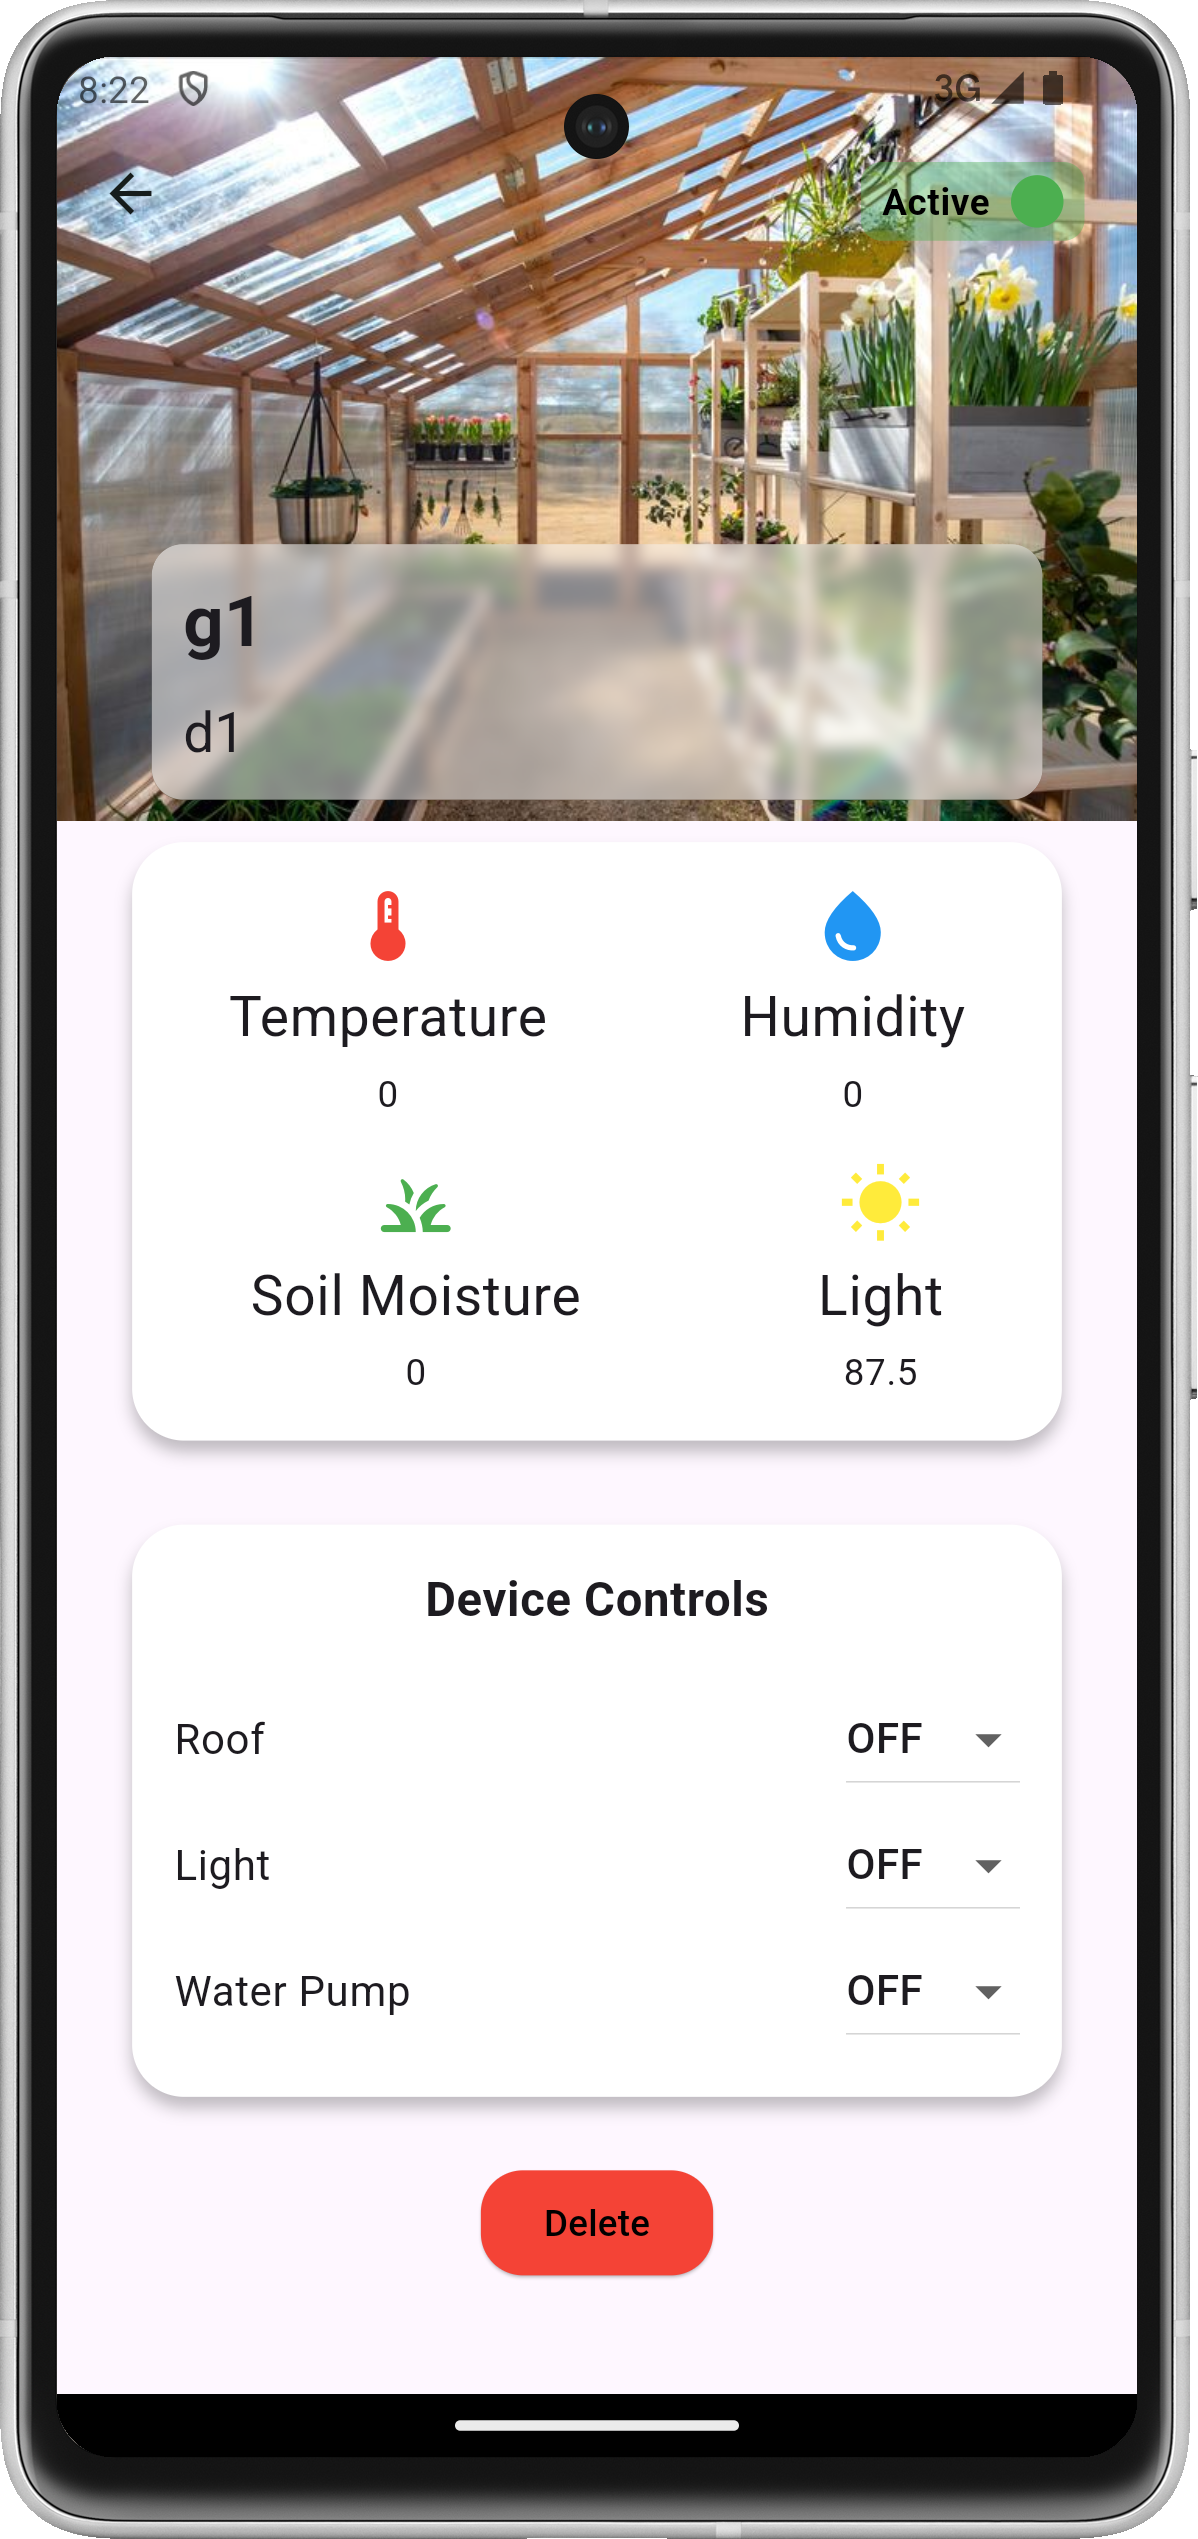 8:22 3G
Active
g1
d1
Temperature Humidity
0 0
Soil Moisture Light
0 87.5
Device Controls
Roof OFF
Light OFF
Water Pump OFF
Delete